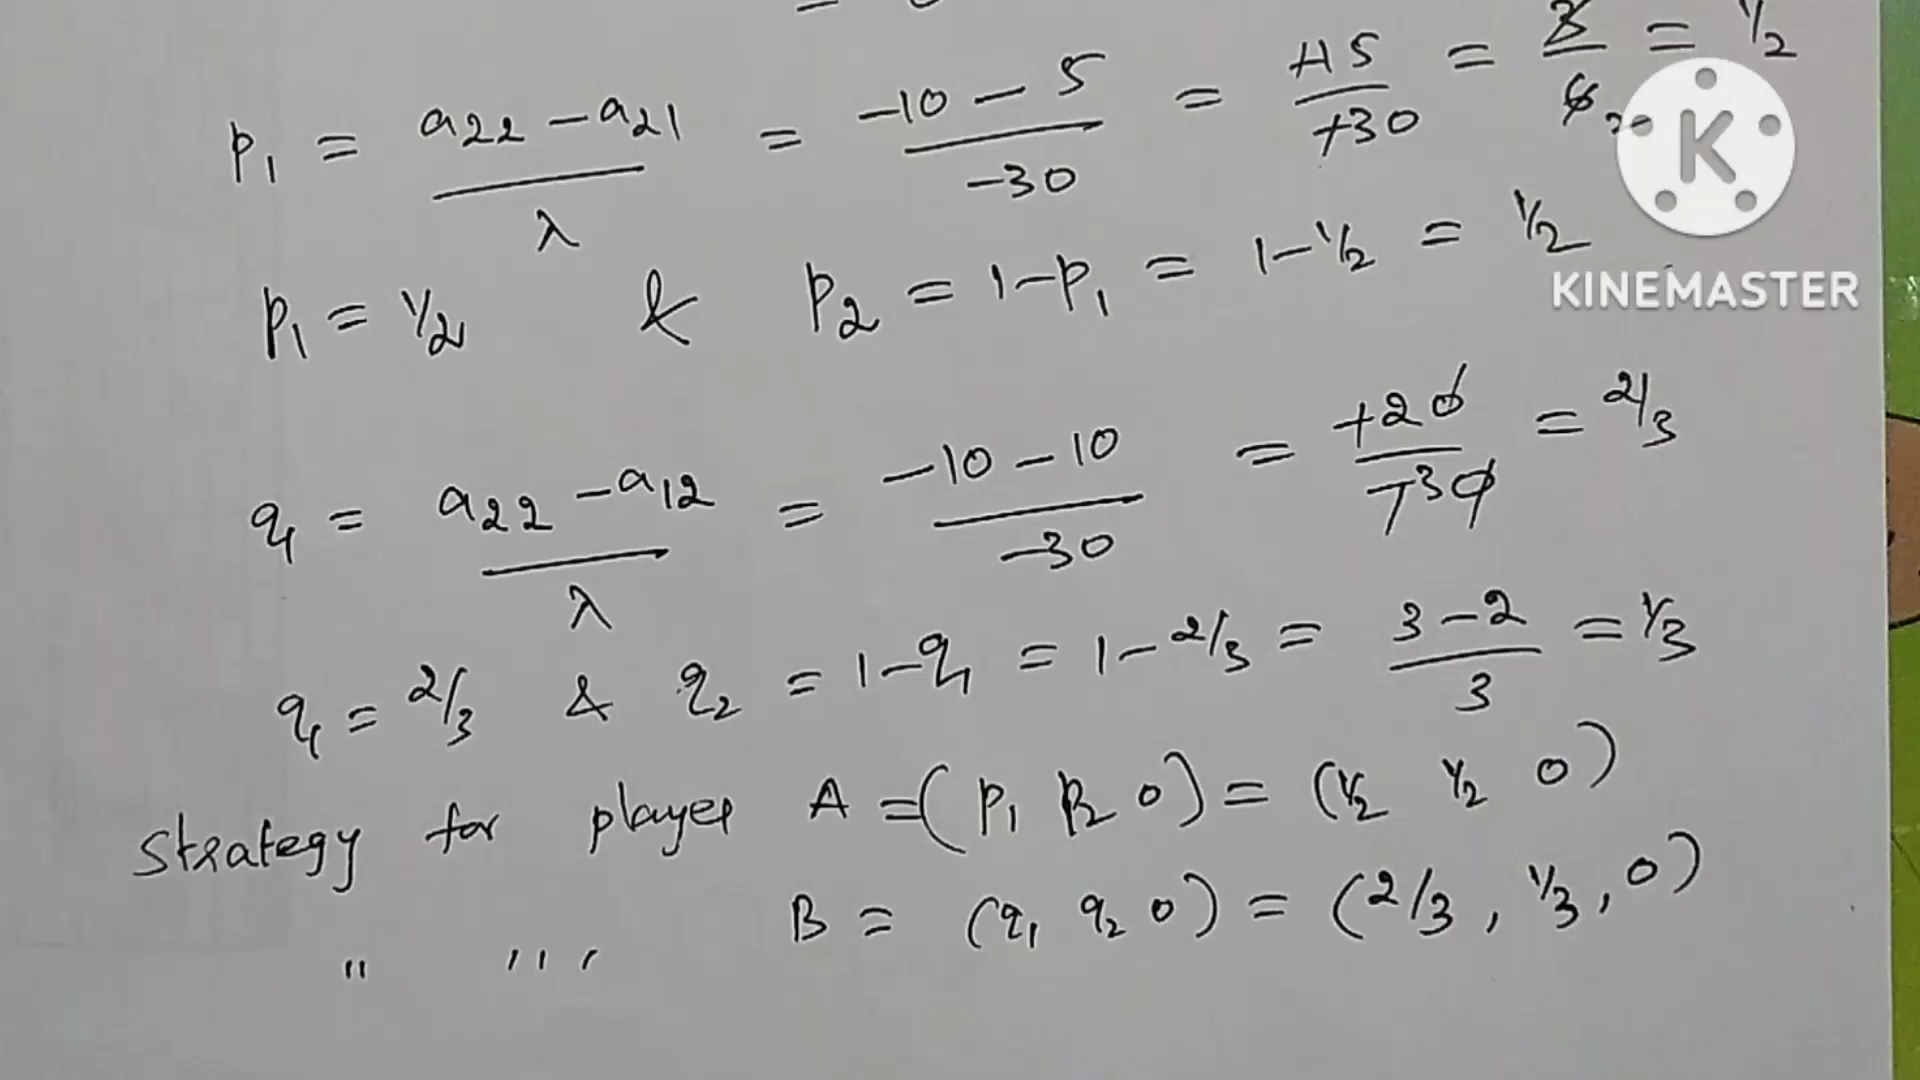 p₁ = (a₂₂ − a₂₁)/λ = (−10 − 5)/−30 = +15/+30 = 3/6 = 1/2
p₁ = 1/2 & p₂ = 1−p₁ = 1−1/2 = 1/2
q₁ = (a₂₂ − a₁₂)/λ = (−10 − 10)/−30 = +20/+30 = 2/3
q₁ = 2/3 & q₂ = 1−q₁ = 1−2/3 = (3−2)/3 = 1/3
Strategy for player A = (p₁ p₂ 0) = (1/2 1/2 0)
" " ' B = (q₁ q₂ 0) = (2/3, 1/3, 0)
K
KINEMASTER